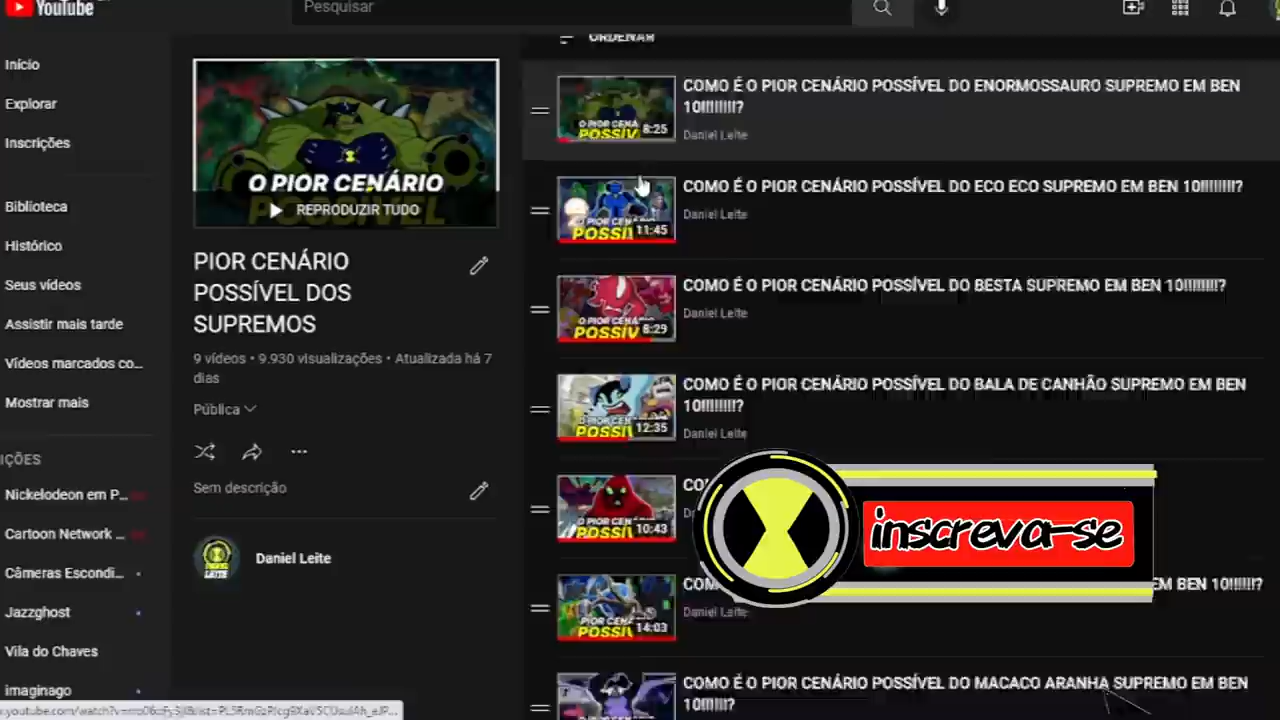 YouTube
Pesquisar
Início
Explorar
Inscrições
Biblioteca
Histórico
Seus vídeos
Assistir mais tarde
Vídeos marcados co...
Mostrar mais
IÇÕES
Nickelodeon em P...
Cartoon Network ...
Câmeras Escondi...
Jazzghost
Vila do Chaves
imaginago
O PIOR CENÁRIO
POSSÍVEL
REPRODUZIR TUDO
PIOR CENÁRIO
POSSÍVEL DOS
SUPREMOS
9 vídeos • 9.930 visualizações • Atualizada há 7
dias
Pública
Sem descrição
Daniel Leite
ORDENAR
8:25
COMO É O PIOR CENÁRIO POSSÍVEL DO ENORMOSSAURO SUPREMO EM BEN
10!!!!!!!!?
Daniel Leite
11:45
COMO É O PIOR CENÁRIO POSSÍVEL DO ECO ECO SUPREMO EM BEN 10!!!!!!!!?
Daniel Leite
8:29
COMO É O PIOR CENÁRIO POSSÍVEL DO BESTA SUPREMO EM BEN 10!!!!!!!!?
Daniel Leite
12:35
COMO É O PIOR CENÁRIO POSSÍVEL DO BALA DE CANHÃO SUPREMO EM BEN
10!!!!!!!!?
Daniel Leite
10:43
CO
D
inscreva-se
14:03
COM
EM BEN 10!!!!!!?
Daniel Leite
COMO É O PIOR CENÁRIO POSSÍVEL DO MACACO ARANHA SUPREMO EM BEN
10!!!!!!?